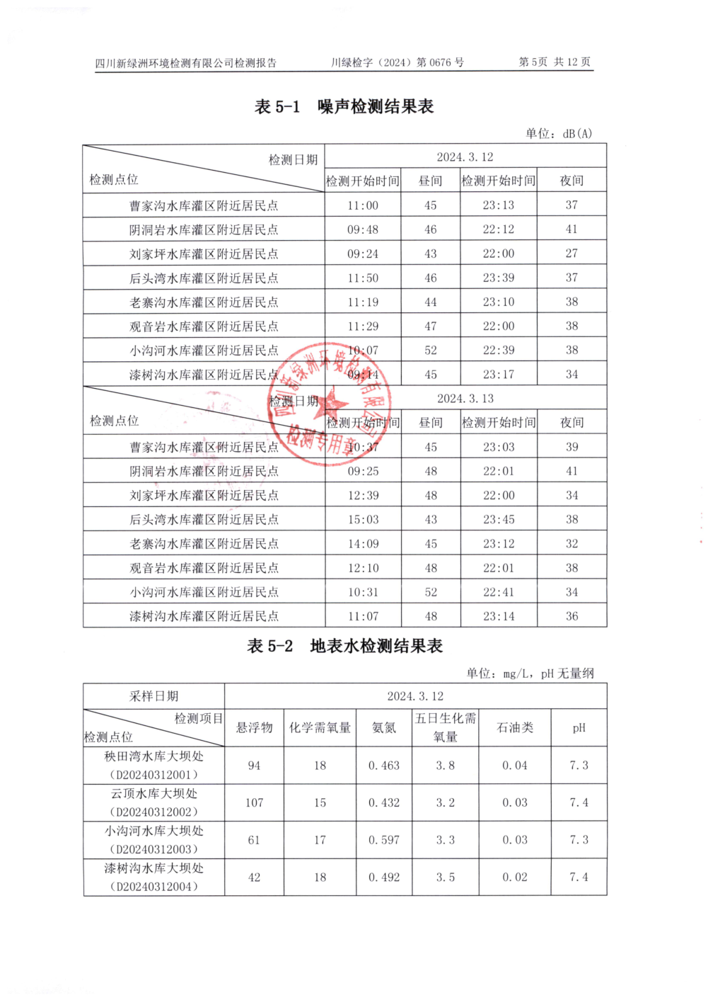 四川新绿洲环境检测有限公司检测报告 川绿检字（2024）第 0676 号 第 5页 共 12 页
表 5-1 噪声检测结果表
单位：dB(A)
检测日期 2024.3.12
检测点位 检测开始时间 昼间 检测开始时间 夜间
曹家沟水库灌区附近居民点 11:00 45 23:13 37
阴洞岩水库灌区附近居民点 09:48 46 22:12 41
刘家坪水库灌区附近居民点 09:24 43 22:00 27
后头湾水库灌区附近居民点 11:50 46 23:39 37
老寨沟水库灌区附近居民点 11:19 44 23:10 38
观音岩水库灌区附近居民点 11:29 47 22:00 38
小沟河水库灌区附近居民点 10:07 52 22:39 38
漆树沟水库灌区附近居民点 09:14 45 23:17 34
四川新绿洲环境检测有限公司
检测专用章
检测日期 2024.3.13
检测点位 检测开始时间 昼间 检测开始时间 夜间
曹家沟水库灌区附近居民点 10:37 45 23:03 39
阴洞岩水库灌区附近居民点 09:25 48 22:01 41
刘家坪水库灌区附近居民点 12:39 48 22:00 34
后头湾水库灌区附近居民点 15:03 43 23:45 38
老寨沟水库灌区附近居民点 14:09 45 23:12 32
观音岩水库灌区附近居民点 12:10 48 22:01 38
小沟河水库灌区附近居民点 10:31 52 22:41 34
漆树沟水库灌区附近居民点 11:07 48 23:14 36
表 5-2 地表水检测结果表
单位：mg/L，pH 无量纲
采样日期 2024.3.12
检测项目
检测点位 悬浮物 化学需氧量 氨氮 五日生化需
氧量 石油类 pH
秧田湾水库大坝处
（D20240312001） 94 18 0.463 3.8 0.04 7.3
云顶水库大坝处
（D20240312002） 107 15 0.432 3.2 0.03 7.4
小沟河水库大坝处
（D20240312003） 61 17 0.597 3.3 0.03 7.3
漆树沟水库大坝处
（D20240312004） 42 18 0.492 3.5 0.02 7.4